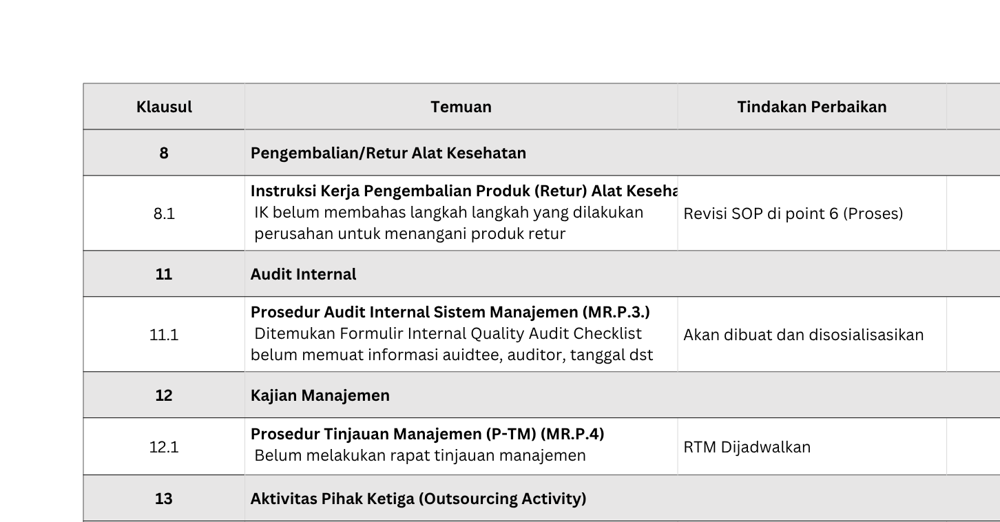 Klausul
Temuan
Tindakan Perbaikan
8
Pengembalian/Retur Alat Kesehatan
8.1
Instruksi Kerja Pengembalian Produk (Retur) Alat
IK belum membahas langkah langkah yang dilakukan
perusahan untuk menangani produk retur
Revisi SOP di point 6 (Proses)
11
Audit Internal
11.1
Prosedur Audit Internal Sistem Manajemen (MR.P.3.)
Ditemukan Formulir Internal Quality Audit Checklist
belum memuat informasi auidtee, auditor, tanggal dst
Akan dibuat dan disosialisasikan
12
Kajian Manajemen
12.1
Prosedur Tinjauan Manajemen (P-TM) (MR.P.4)
Belum melakukan rapat tinjauan manajemen
RTM Dijadwalkan
13
Aktivitas Pihak Ketiga (Outsourcing Activity)